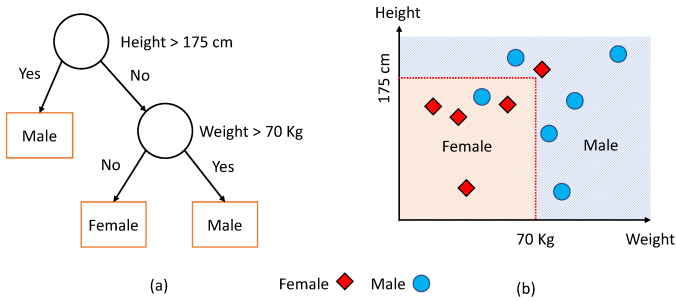 Height > 175 cm
Yes
No
Male
Weight > 70 Kg
No
Yes
Female
Male
(a)
Height
175 cm
Female
Male
70 Kg
Weight
(b)
Female
Male